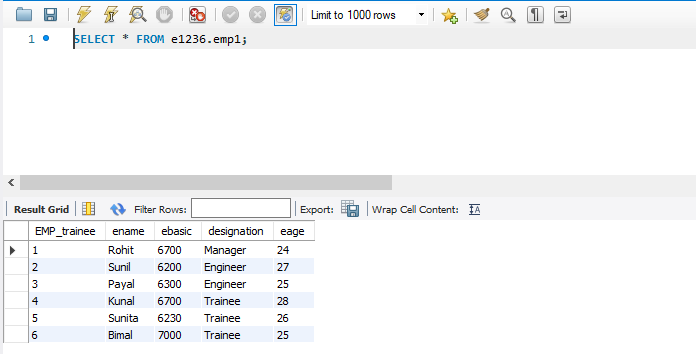 Limit to 1000 rows
1 SELECT * FROM e1236.emp1;
Result Grid Filter Rows: Export: Wrap Cell Content:
EMP_trainee ename ebasic designation eage
1 Rohit 6700 Manager 24
2 Sunil 6200 Engineer 27
3 Payal 6300 Engineer 25
4 Kunal 6700 Trainee 28
5 Sunita 6230 Trainee 26
6 Bimal 7000 Trainee 25